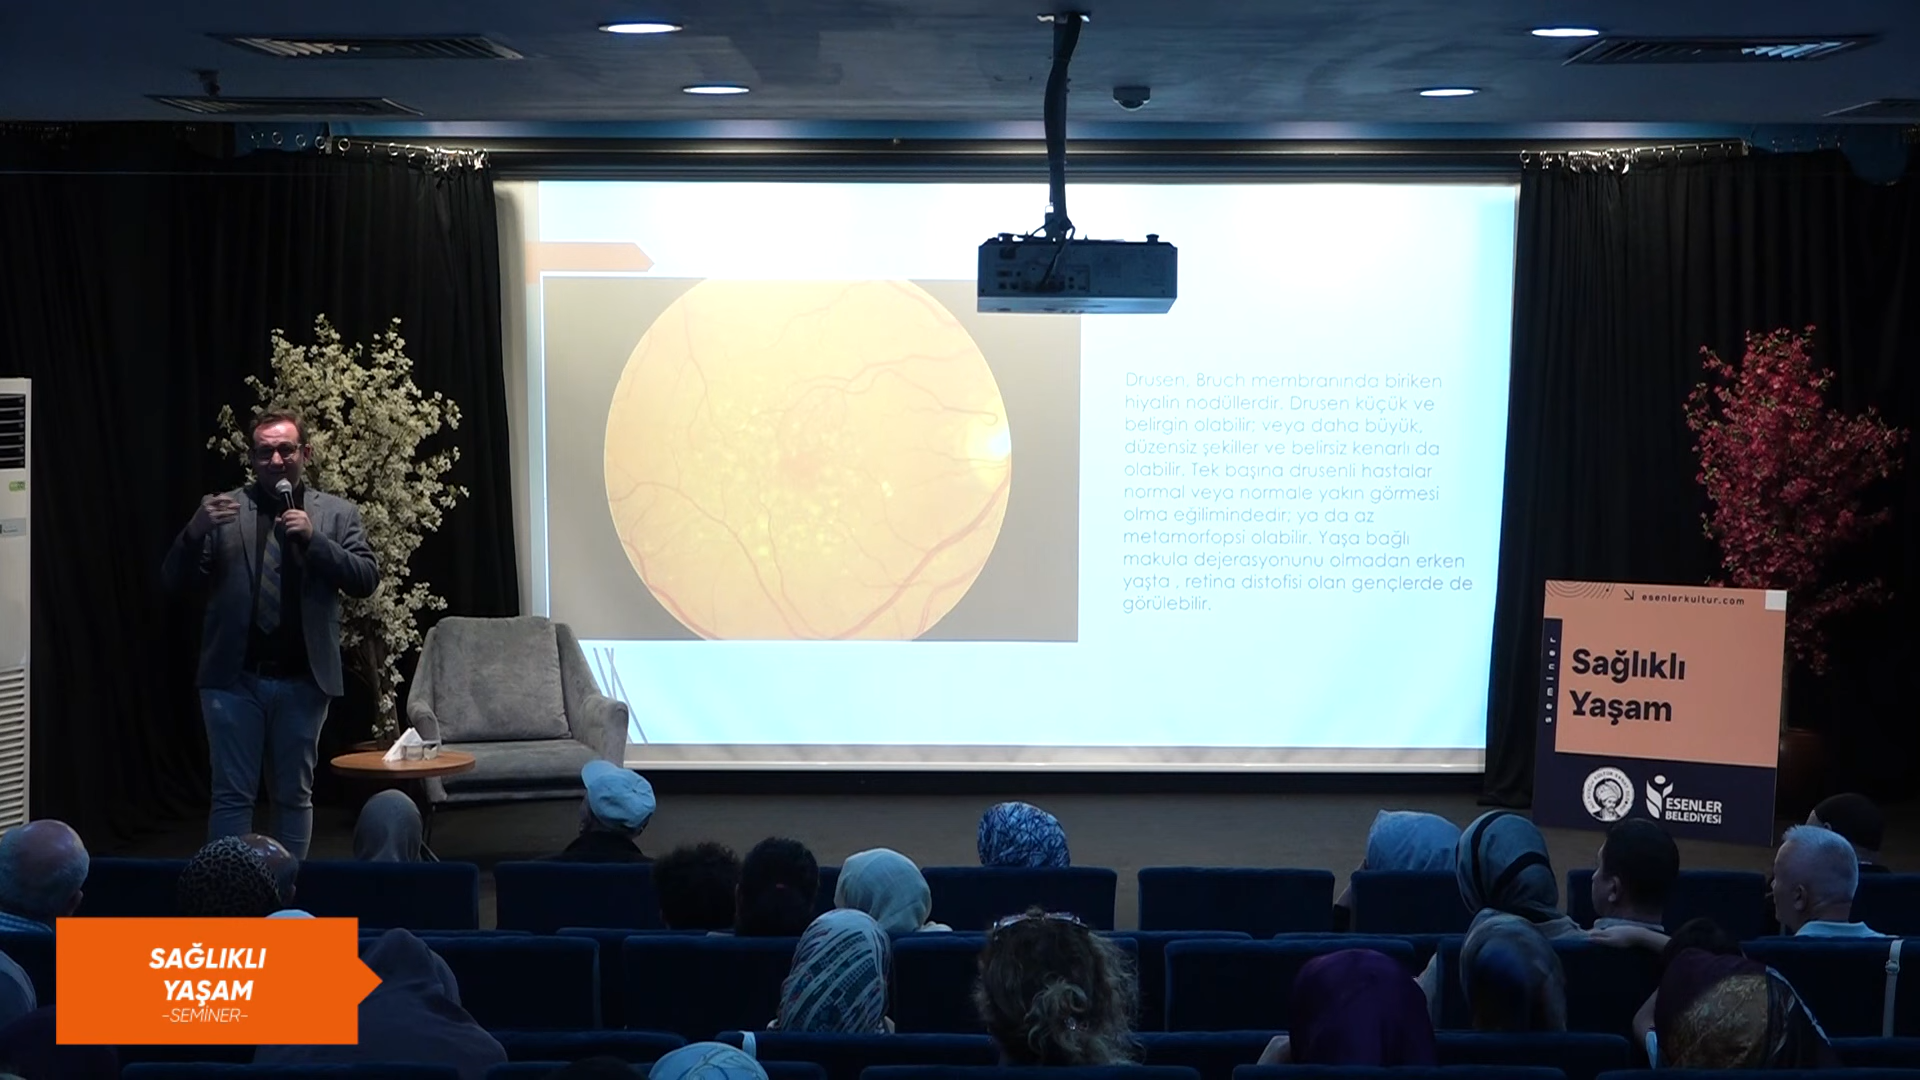 Drusen, Bruch membranında biriken
hiyalin nodüllerdir. Drusen küçük ve
belirgin olabilir; veya daha büyük,
düzensiz şekiller ve belirsiz kenarlı da
olabilir. Tek başına drusenli hastalar
normal veya normale yakın görmesi
olma eğilimindedir; ya da az
metamorfopsi olabilir. Yaşa bağlı
makula dejerasyonunu olmadan erken
yaşta , retina distofisi olan gençlerde de
görülebilir.
esenlerkultur.com
seminer
Sağlıklı
Yaşam
ESENLER
BELEDİYESİ
SAĞLIKLI
YAŞAM
-SEMİNER-